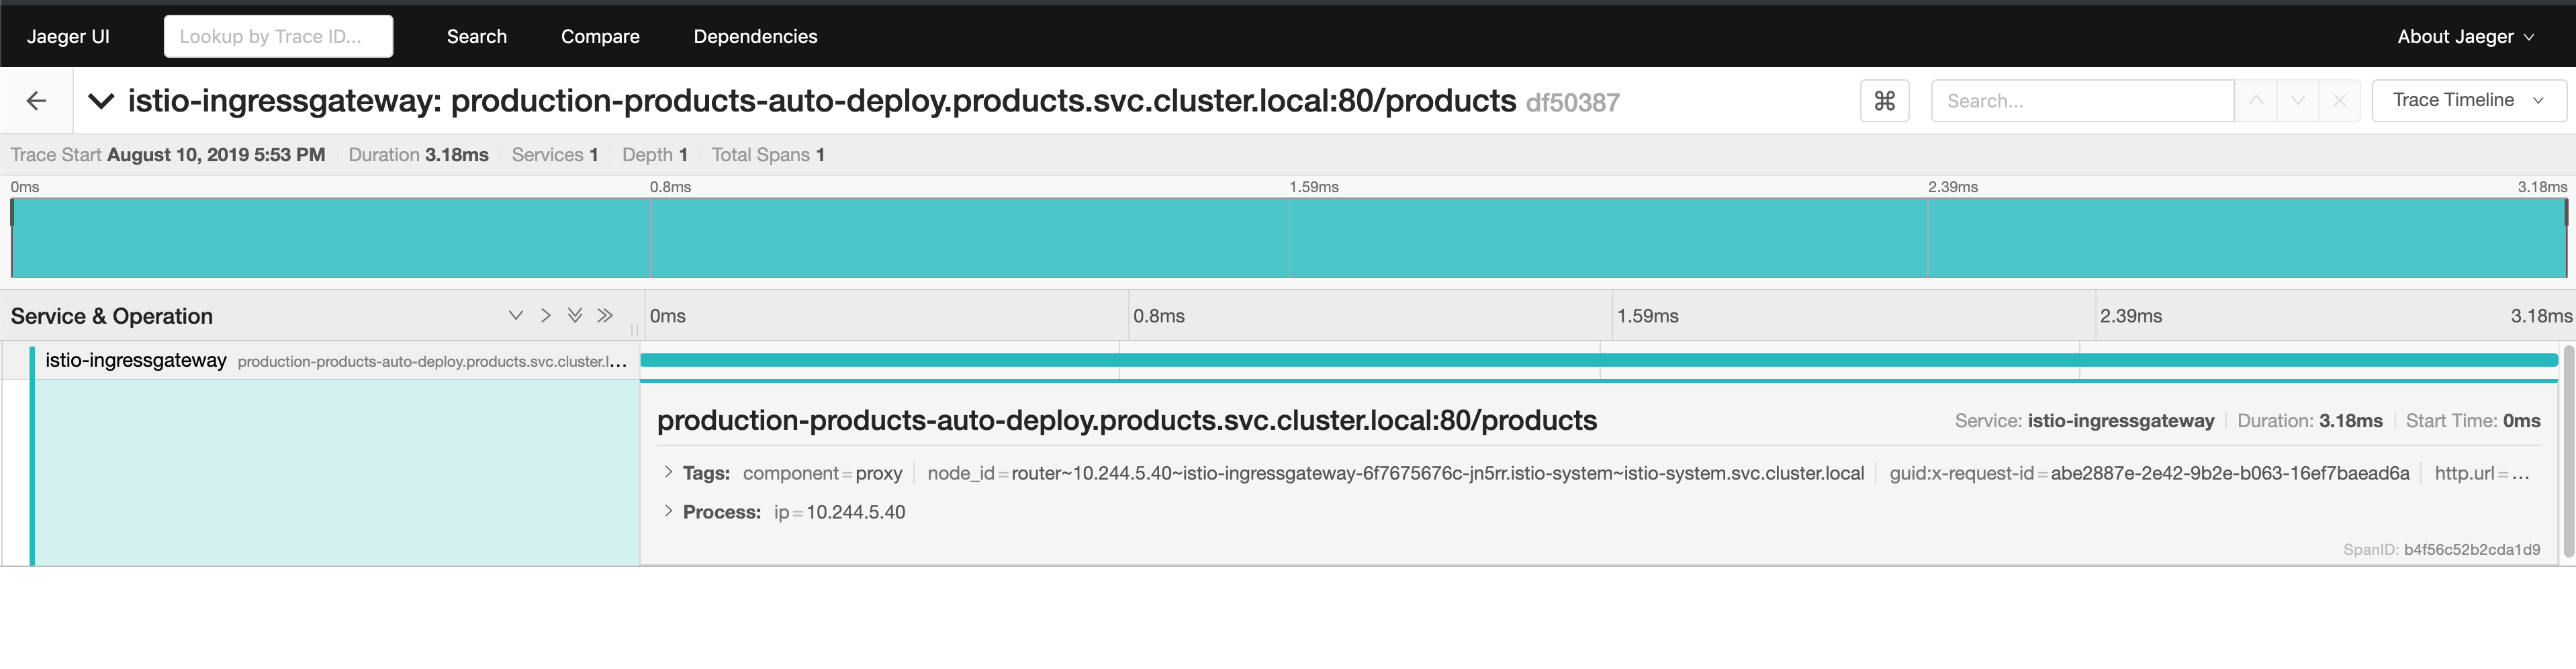 Jaeger UI Lookup by Trace ID... Search Compare Dependencies About Jaeger
istio-ingressgateway: production-products-auto-deploy.products.svc.cluster.local:80/products df50387 ⌘ Search... Trace Timeline
Trace Start August 10, 2019 5:53 PM Duration 3.18ms Services 1 Depth 1 Total Spans 1
0ms 0.8ms 1.59ms 2.39ms 3.18ms
Service & Operation 0ms 0.8ms 1.59ms 2.39ms 3.18ms
istio-ingressgateway production-products-auto-deploy.products.svc.cluster.l...
production-products-auto-deploy.products.svc.cluster.local:80/products Service: istio-ingressgateway Duration: 3.18ms Start Time: 0ms
Tags: component=proxy node_id=router~10.244.5.40~istio-ingressgateway-6f7675676c-jn5rr.istio-system~istio-system.svc.cluster.local guid:x-request-id=abe2887e-2e42-9b2e-b063-16ef7baead6a http.url=...
Process: ip=10.244.5.40
SpanID: b4f56c52b2cda1d9